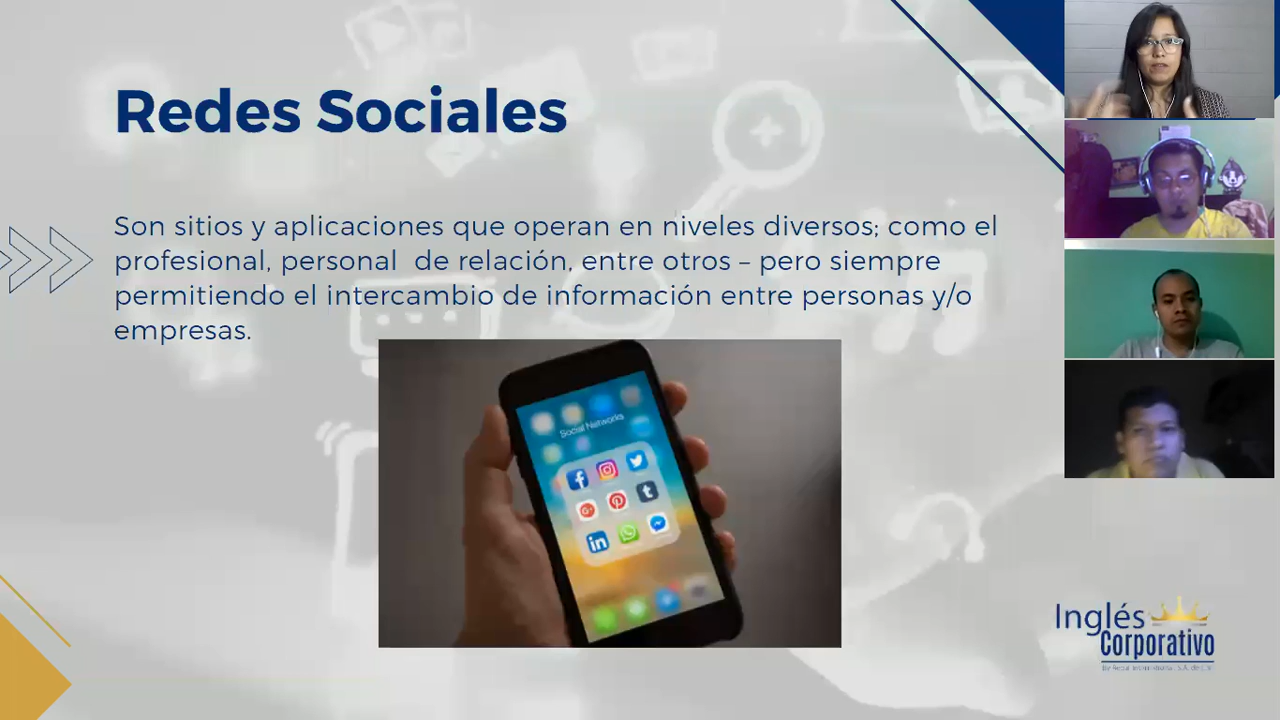 Redes Sociales
Son sitios y aplicaciones que operan en niveles diversos; como el
profesional, personal de relación, entre otros – pero siempre
permitiendo el intercambio de información entre personas y/o
empresas.
Social Networks
Inglés
Corporativo